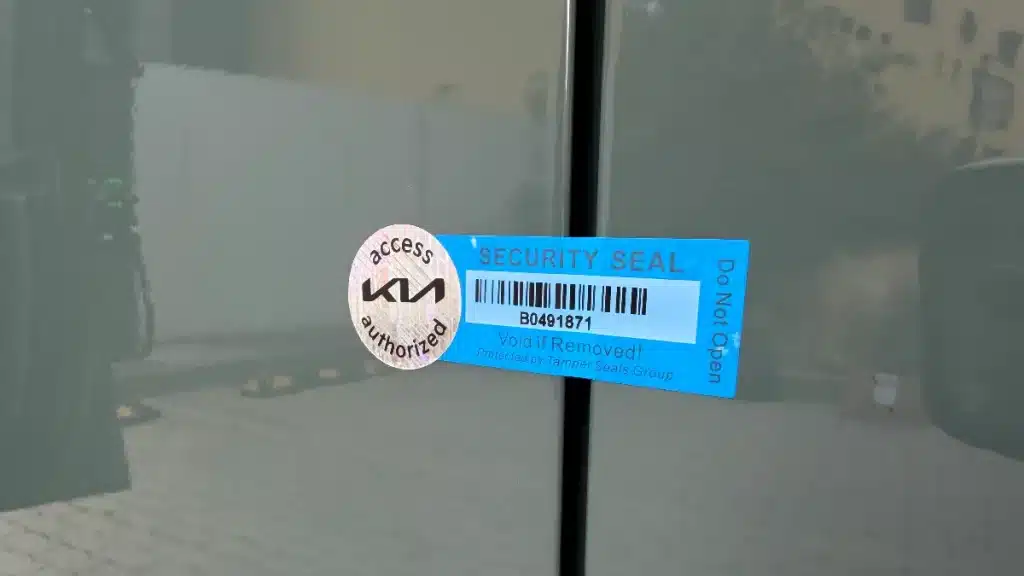 access
KIA
authorized
SECURITY SEAL
B0491871
Void if Removed!
Protected by Tamper Seals Group
Do Not Open